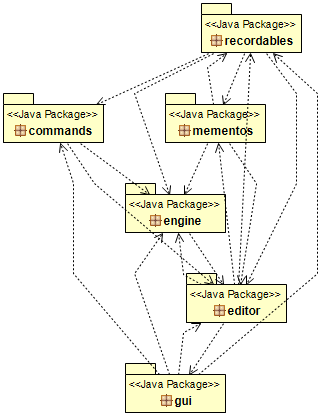 <<Java Package>>
recordables
<<Java Package>>
commands
<<Java Package>>
mementos
<<Java Package>>
engine
<<Java Package>>
editor
<<Java Package>>
gui